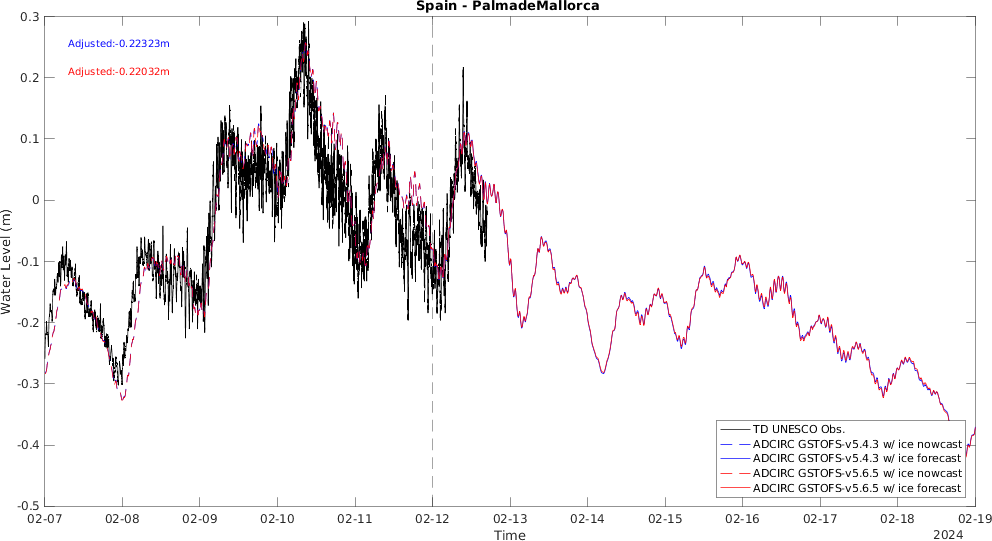 Spain - PalmadeMallorca
0.3
0.2
0.1
0
-0.1
-0.2
-0.3
-0.4
-0.5
Water Level (m)
Adjusted:-0.22323m
Adjusted:-0.22032m
TD UNESCO Obs.
ADCIRC GSTOFS-v5.4.3 w/ ice nowcast
ADCIRC GSTOFS-v5.4.3 w/ ice forecast
ADCIRC GSTOFS-v5.6.5 w/ ice nowcast
ADCIRC GSTOFS-v5.6.5 w/ ice forecast
02-07 02-08 02-09 02-10 02-11 02-12 02-13 02-14 02-15 02-16 02-17 02-18 02-19
Time
2024